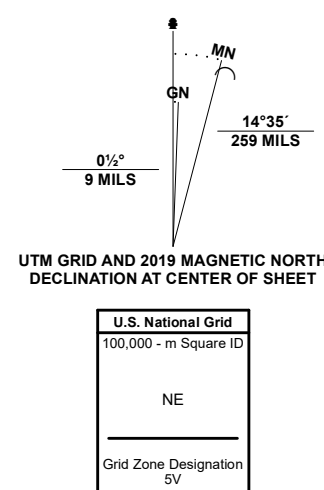 MN
GN
14°35´
259 MILS
0½°
9 MILS
UTM GRID AND 2019 MAGNETIC NORTH
DECLINATION AT CENTER OF SHEET
U.S. National Grid
100,000 - m Square ID
NE
Grid Zone Designation
5V